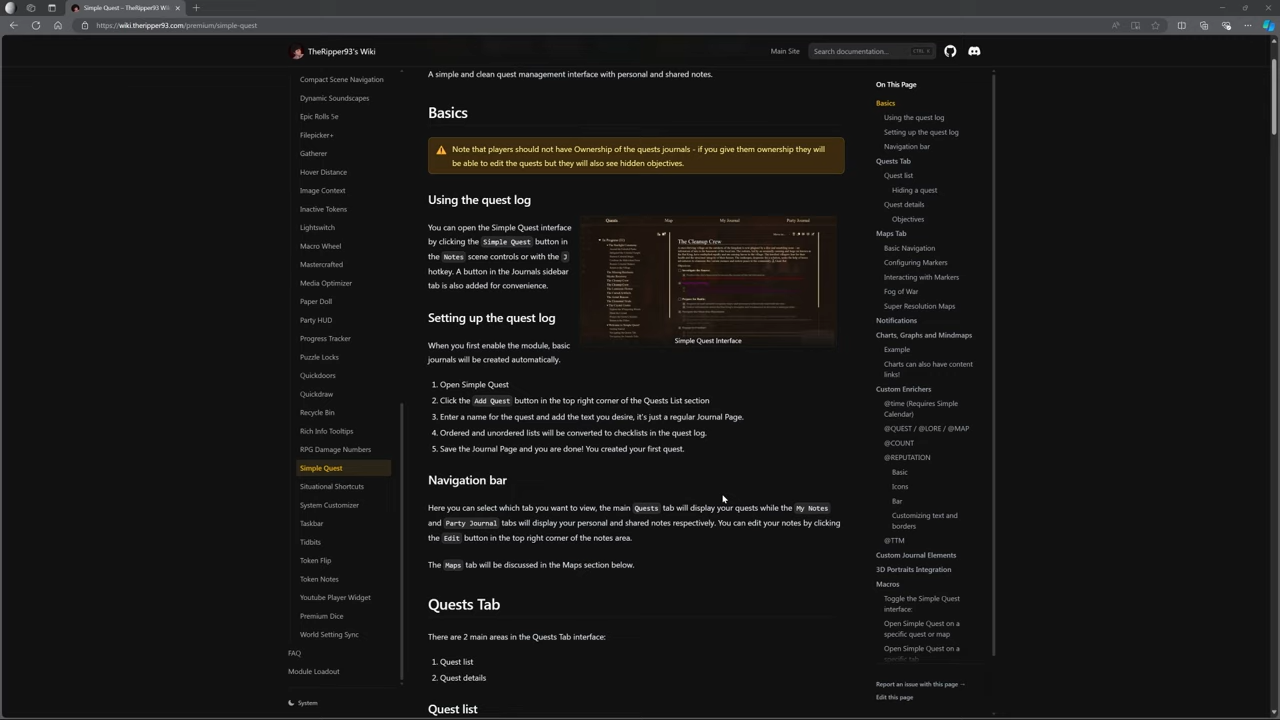 Simple Quest – TheRipper93 Wiki
https://wiki.theripper93.com/premium/simple-quest
TheRipper93's Wiki
Main Site
Search documentation...
CTRL K
Compact Scene Navigation
Dynamic Soundscapes
Epic Rolls 5e
Filepicker+
Gatherer
Hover Distance
Image Context
Inactive Tokens
Lightswitch
Macro Wheel
Mastercrafted
Media Optimizer
Paper Doll
Party HUD
Progress Tracker
Puzzle Locks
Quickdoors
Quickdraw
Recycle Bin
Rich Info Tooltips
RPG Damage Numbers
Simple Quest
Situational Shortcuts
System Customizer
Taskbar
Tidbits
Token Flip
Token Notes
Youtube Player Widget
Premium Dice
World Setting Sync
FAQ
Module Loadout
System
A simple and clean quest management interface with personal and shared notes.
Basics
Note that players should not have Ownership of the quests journals - if you give them ownership they will
be able to edit the quests but they will also see hidden objectives.
Using the quest log
You can open the Simple Quest interface
by clicking the Simple Quest button in
the Notes scene controls or with the J
hotkey. A button in the Journals sidebar
tab is also added for convenience.
Quests
Map
My Journal
Party Journal
The Cleanup Crew
Simple Quest Interface
Setting up the quest log
When you first enable the module, basic
journals will be created automatically.
1. Open Simple Quest
2. Click the Add Quest button in the top right corner of the Quests List section
3. Enter a name for the quest and add the text you desire, it's just a regular Journal Page.
4. Ordered and unordered lists will be converted to checklists in the quest log.
5. Save the Journal Page and you are done! You created your first quest.
Navigation bar
Here you can select which tab you want to view, the main Quests tab will display your quests while the My Notes
and Party Journal tabs will display your personal and shared notes respectively. You can edit your notes by clicking
the Edit button in the top right corner of the notes area.
The Maps tab will be discussed in the Maps section below.
Quests Tab
There are 2 main areas in the Quests Tab interface:
1. Quest list
2. Quest details
Quest list
On This Page
Basics
Using the quest log
Setting up the quest log
Navigation bar
Quests Tab
Quest list
Hiding a quest
Quest details
Objectives
Maps Tab
Basic Navigation
Configuring Markers
Interacting with Markers
Fog of War
Super Resolution Maps
Notifications
Charts, Graphs and Mindmaps
Example
Charts can also have content
links!
Custom Enrichers
@time (Requires Simple
Calendar)
@QUEST / @LORE / @MAP
@COUNT
@REPUTATION
Basic
Icons
Bar
Customizing text and
borders
@TTM
Custom Journal Elements
3D Portraits Integration
Macros
Toggle the Simple Quest
interface:
Open Simple Quest on a
specific quest or map
Open Simple Quest on a
specific tab
Report an issue with this page →
Edit this page